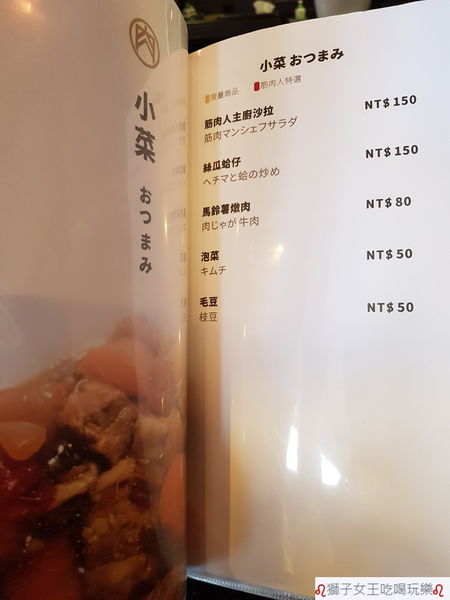 肉
小菜 おつまみ
小菜 おつまみ
限量商品 筋肉人特選
筋肉人主廚沙拉 NT$150
筋肉マンシェフサラダ
絲瓜蛤仔 NT$150
ヘチマと蛤の炒め
馬鈴薯燉肉 NT$80
肉じゃが 牛肉
泡菜 NT$50
キムチ
毛豆 NT$50
枝豆
獅子女王吃喝玩樂